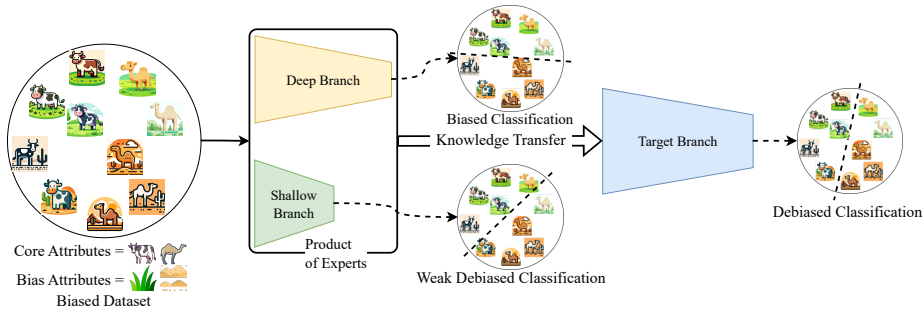 Deep Branch
Shallow
Branch
Product
of Experts
Biased Classification
Knowledge Transfer
Weak Debiased Classification
Target Branch
Debiased Classification
Core Attributes =
Bias Attributes =
Biased Dataset